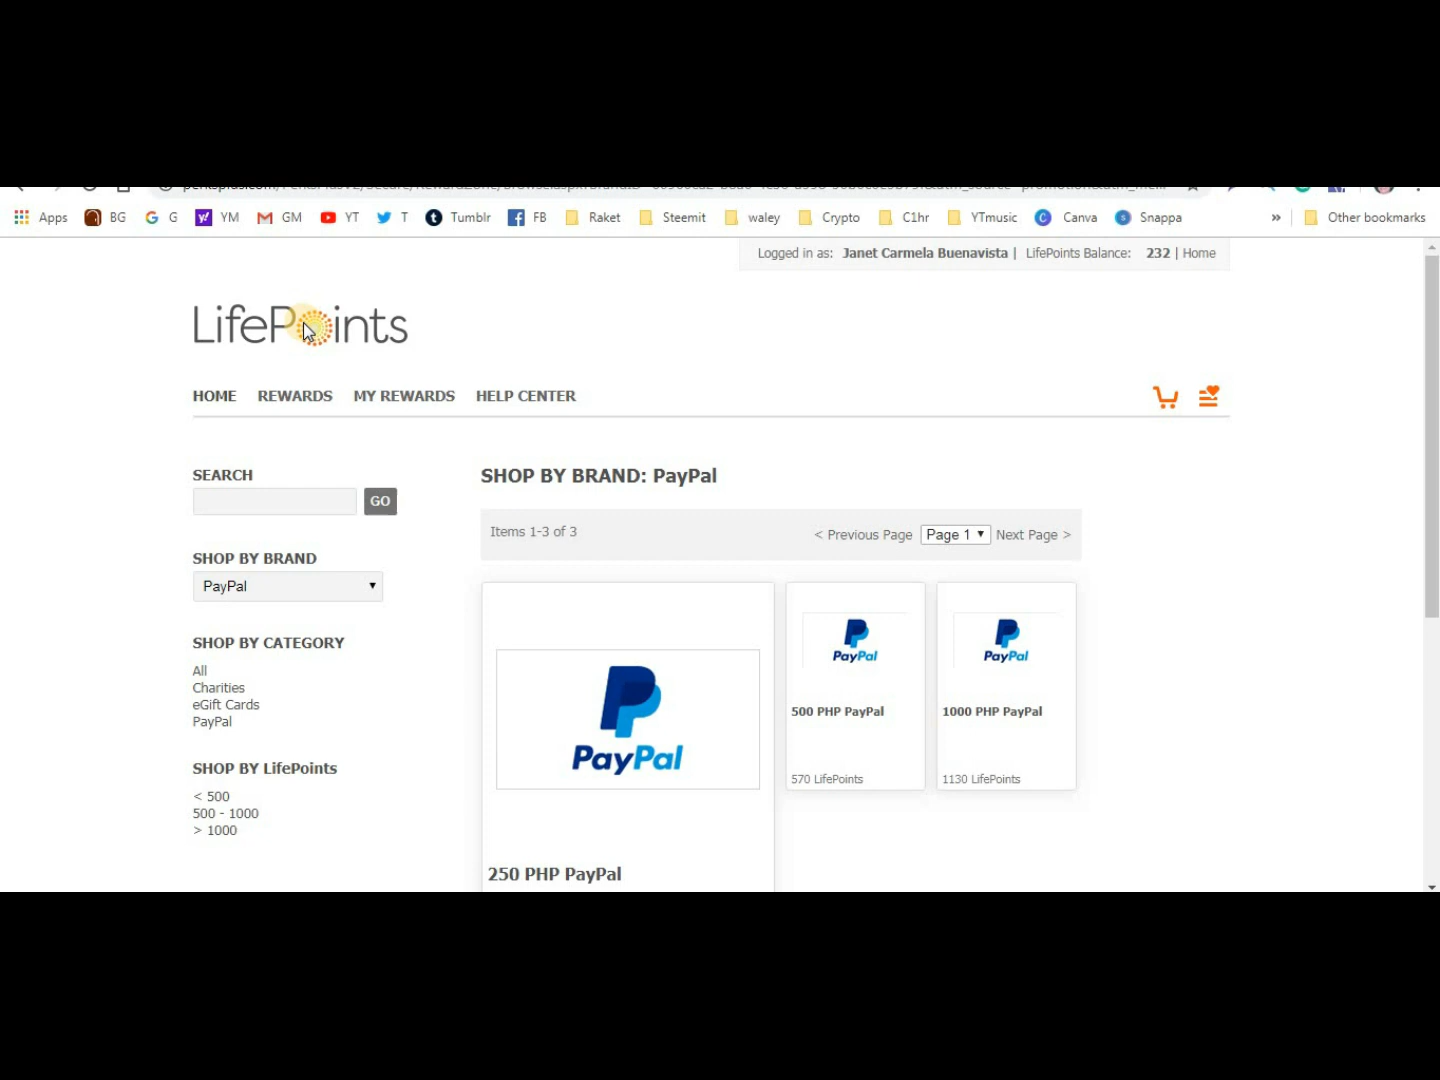 Apps BG G YM GM YT T Tumblr FB Raket Steemit waley Crypto C1hr YTmusic Canva Snappa » Other bookmarks
Logged in as: Janet Carmela Buenavista | LifePoints Balance: 232 | Home
LifePoints
HOME REWARDS MY REWARDS HELP CENTER
SEARCH
GO
SHOP BY BRAND
PayPal
SHOP BY CATEGORY
All
Charities
eGift Cards
PayPal
SHOP BY LifePoints
< 500
500 - 1000
> 1000
SHOP BY BRAND: PayPal
Items 1-3 of 3
< Previous Page Page 1 Next Page >
PayPal
250 PHP PayPal
PayPal
500 PHP PayPal
570 LifePoints
PayPal
1000 PHP PayPal
1130 LifePoints